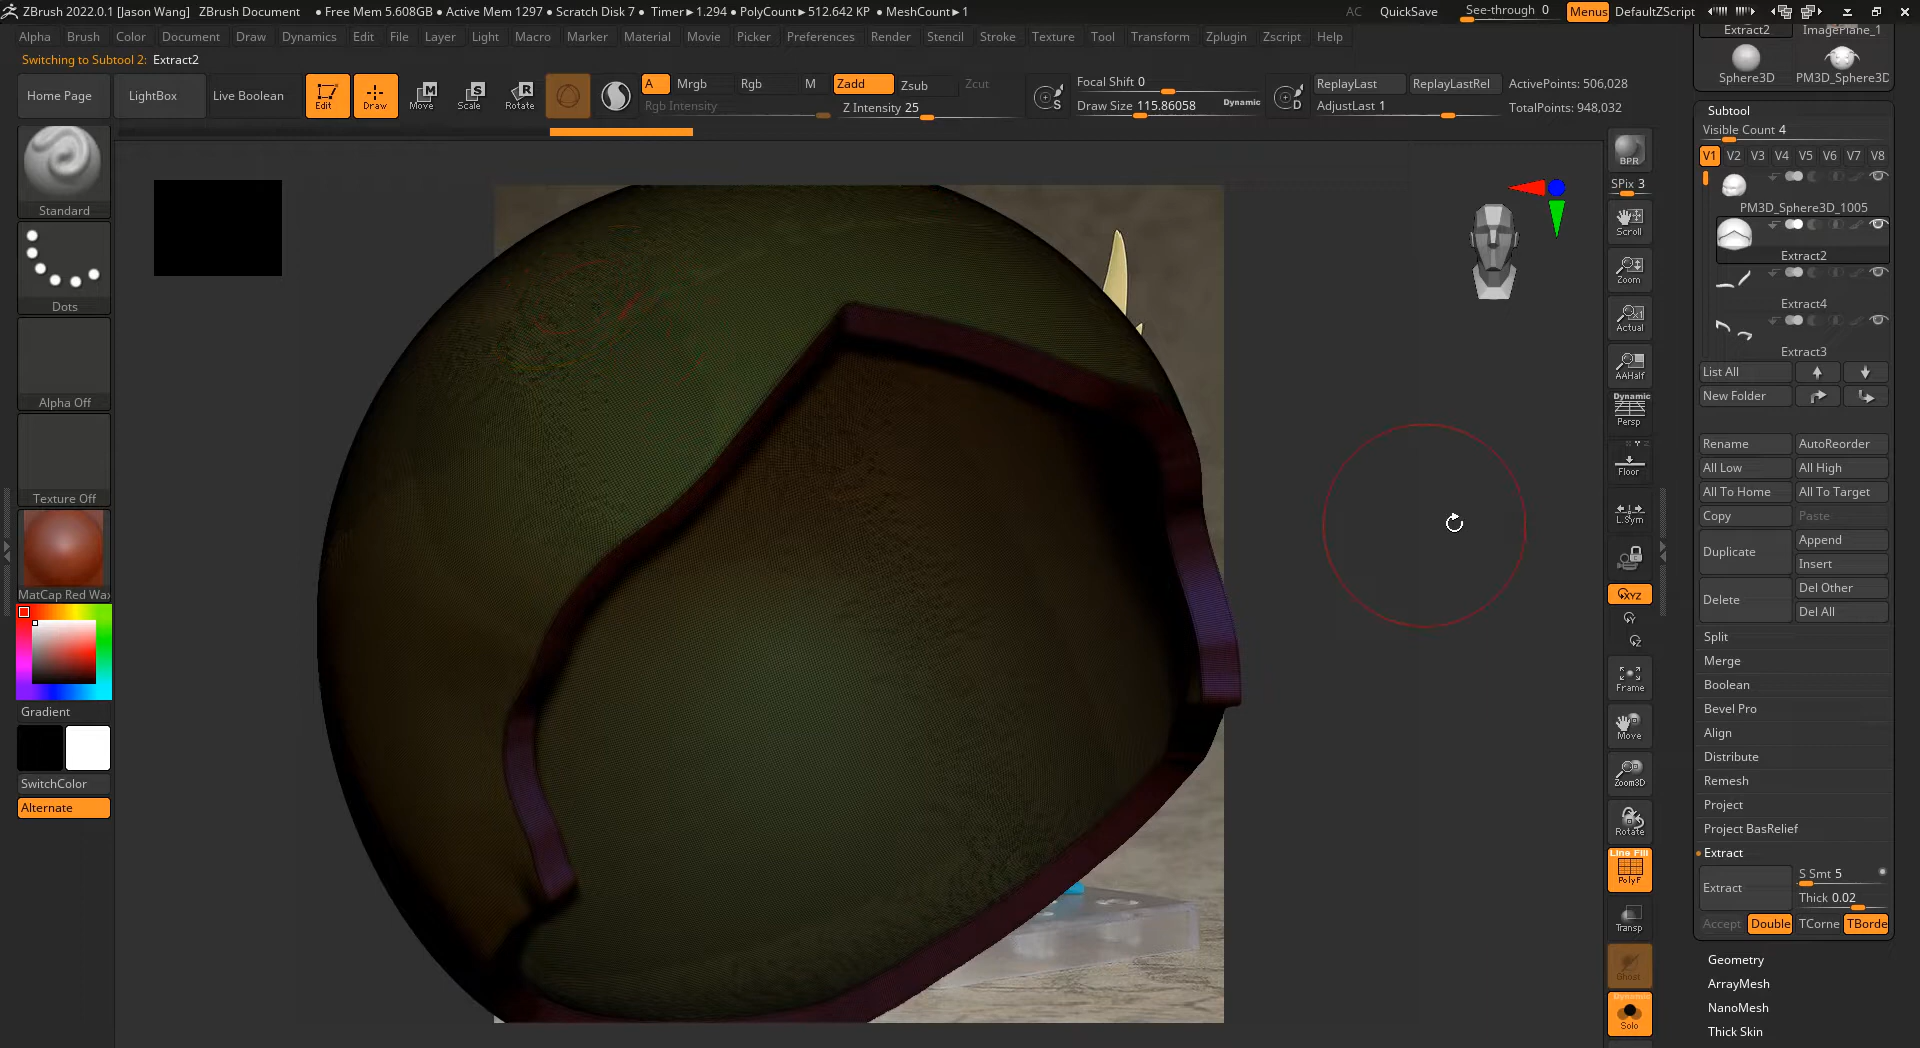 ZBrush 2022.0.1 [Jason Wang] ZBrush Document • Free Mem 5.608GB • Active Mem 1297 • Scratch Disk 7 • Timer►1.294 • PolyCount►512.642 KP • MeshCount►1 AC QuickSave See-through 0 Menus DefaultZScript
Alpha Brush Color Document Draw Dynamics Edit File Layer Light Macro Marker Material Movie Picker Preferences Render Stencil Stroke Texture Tool Transform Zplugin Zscript Help
Switching to Subtool 2: Extract2
Home Page LightBox Live Boolean Edit Draw Move Scale Rotate
A Mrgb Rgb M Zadd Zsub Zcut
Rgb Intensity Z Intensity 25
Focal Shift 0
Draw Size 115.86058 Dynamic
S D
ReplayLast ReplayLastRel
AdjustLast 1
ActivePoints: 506,028
TotalPoints: 948,032
Standard
Dots
Alpha Off
Texture Off
MatCap Red Wax
Gradient
SwitchColor
Alternate
BPR
SPix 3
Scroll
Zoom
Actual
AAHalf
Dynamic
Persp
Floor
L.Sym
XYZ
Y
Z
Frame
Move
Zoom3D
Rotate
Line Fill
PolyF
Transp
Ghost
Dynamic
Solo
Extract2 ImagePlane_1
Sphere3D PM3D_Sphere3D
Subtool
Visible Count 4
V1 V2 V3 V4 V5 V6 V7 V8
PM3D_Sphere3D_1005
Extract2
Extract4
Extract3
List All
New Folder
Rename AutoReorder
All Low All High
All To Home All To Target
Copy Paste
Duplicate Append
Insert
Delete Del Other
Del All
Split
Merge
Boolean
Bevel Pro
Align
Distribute
Remesh
Project
Project BasRelief
Extract
Extract S Smt 5
Thick 0.02
Accept Double TCorne TBorde
Geometry
ArrayMesh
NanoMesh
Thick Skin